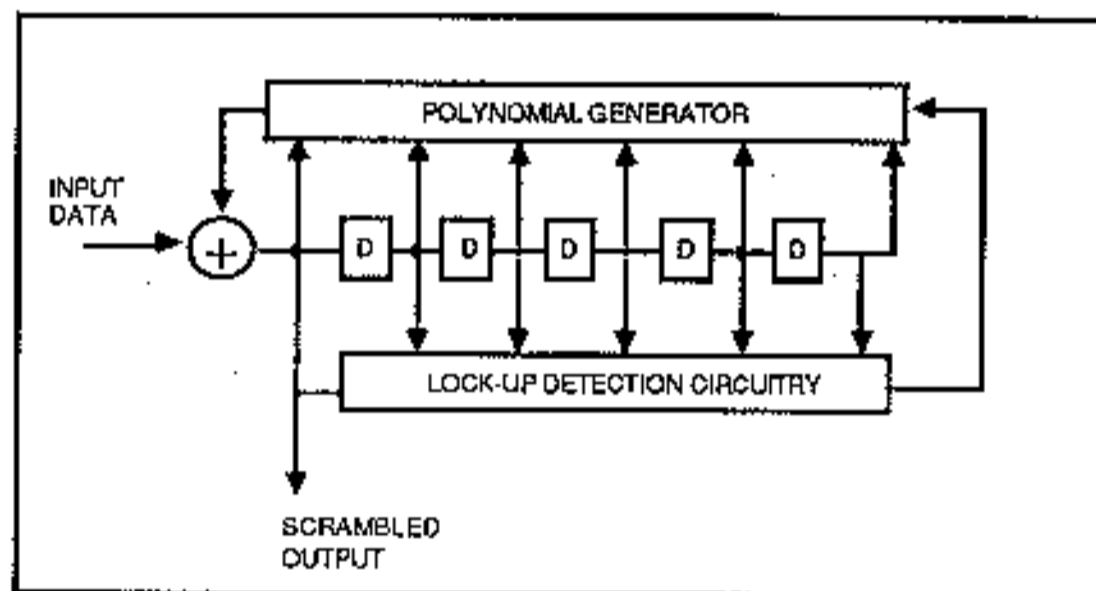 POLYNOMIAL GENERATOR
INPUT
DATA
+
D D D D D
LOCK-UP DETECTION CIRCUITRY
SCRAMBLED
OUTPUT